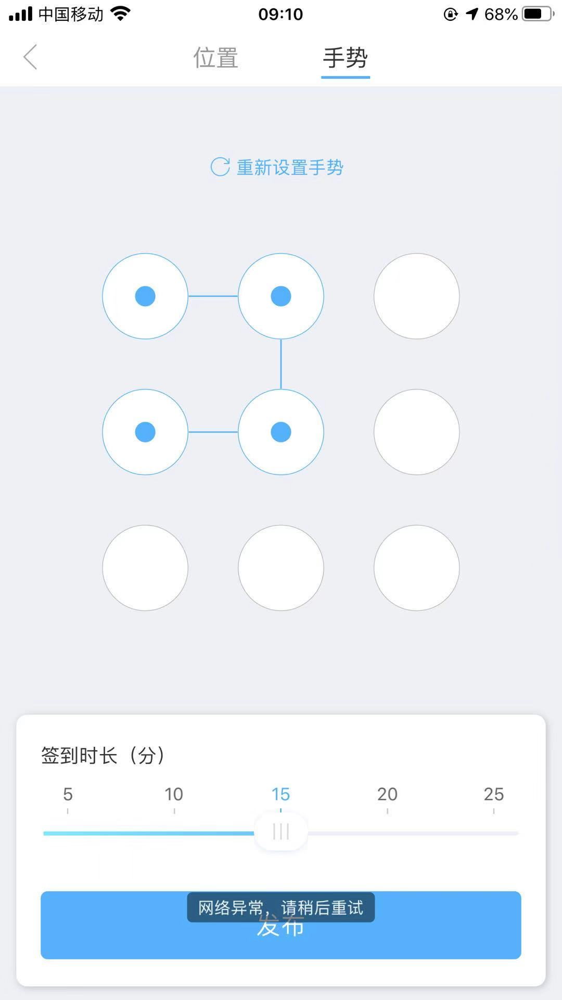 中国移动 09:10 68%
位置 手势
重新设置手势
签到时长（分）
5 10 15 20 25
网络异常，请稍后重试
发布